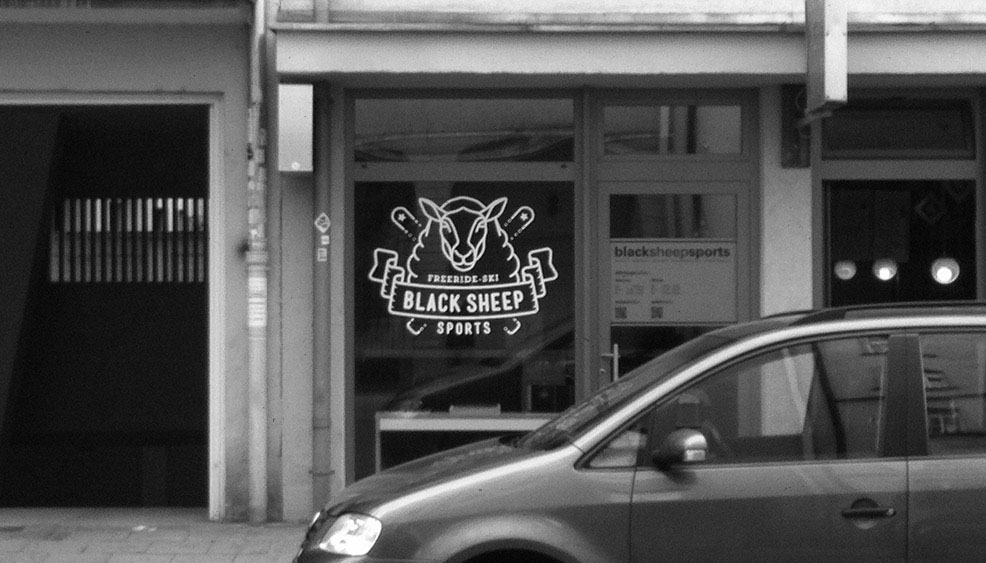 FREERIDE-SKI
BLACK SHEEP
SPORTS
blacksheepsports